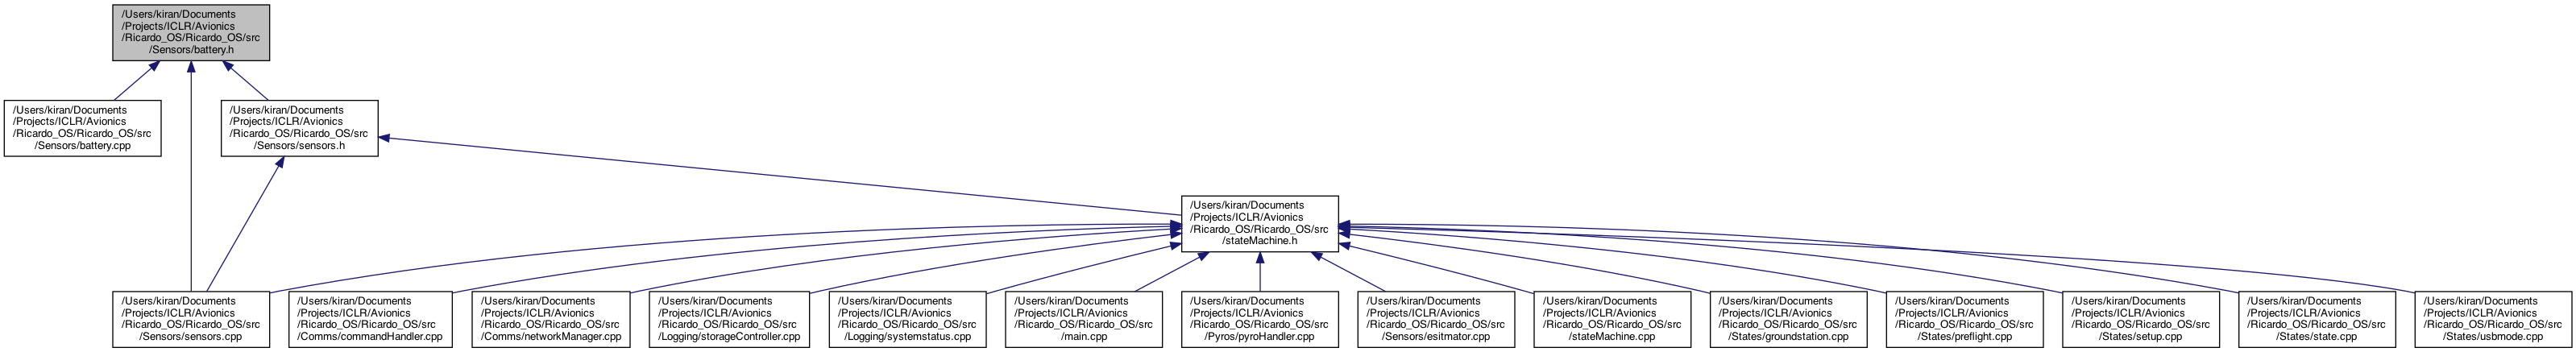 /Users/kiran/Documents
/Projects/ICLR/Avionics
/Ricardo_OS/Ricardo_OS/src
/Sensors/battery.h
/Users/kiran/Documents
/Projects/ICLR/Avionics
/Ricardo_OS/Ricardo_OS/src
/Sensors/battery.cpp
/Users/kiran/Documents
/Projects/ICLR/Avionics
/Ricardo_OS/Ricardo_OS/src
/Sensors/sensors.h
/Users/kiran/Documents
/Projects/ICLR/Avionics
/Ricardo_OS/Ricardo_OS/src
/stateMachine.h
/Users/kiran/Documents
/Projects/ICLR/Avionics
/Ricardo_OS/Ricardo_OS/src
/Sensors/sensors.cpp
/Users/kiran/Documents
/Projects/ICLR/Avionics
/Ricardo_OS/Ricardo_OS/src
/Comms/commandHandler.cpp
/Users/kiran/Documents
/Projects/ICLR/Avionics
/Ricardo_OS/Ricardo_OS/src
/Comms/networkManager.cpp
/Users/kiran/Documents
/Projects/ICLR/Avionics
/Ricardo_OS/Ricardo_OS/src
/Logging/storageController.cpp
/Users/kiran/Documents
/Projects/ICLR/Avionics
/Ricardo_OS/Ricardo_OS/src
/Logging/systemstatus.cpp
/Users/kiran/Documents
/Projects/ICLR/Avionics
/Ricardo_OS/Ricardo_OS/src
/main.cpp
/Users/kiran/Documents
/Projects/ICLR/Avionics
/Ricardo_OS/Ricardo_OS/src
/Pyros/pyroHandler.cpp
/Users/kiran/Documents
/Projects/ICLR/Avionics
/Ricardo_OS/Ricardo_OS/src
/Sensors/esitmator.cpp
/Users/kiran/Documents
/Projects/ICLR/Avionics
/Ricardo_OS/Ricardo_OS/src
/stateMachine.cpp
/Users/kiran/Documents
/Projects/ICLR/Avionics
/Ricardo_OS/Ricardo_OS/src
/States/groundstation.cpp
/Users/kiran/Documents
/Projects/ICLR/Avionics
/Ricardo_OS/Ricardo_OS/src
/States/preflight.cpp
/Users/kiran/Documents
/Projects/ICLR/Avionics
/Ricardo_OS/Ricardo_OS/src
/States/setup.cpp
/Users/kiran/Documents
/Projects/ICLR/Avionics
/Ricardo_OS/Ricardo_OS/src
/States/state.cpp
/Users/kiran/Documents
/Projects/ICLR/Avionics
/Ricardo_OS/Ricardo_OS/src
/States/usbmode.cpp